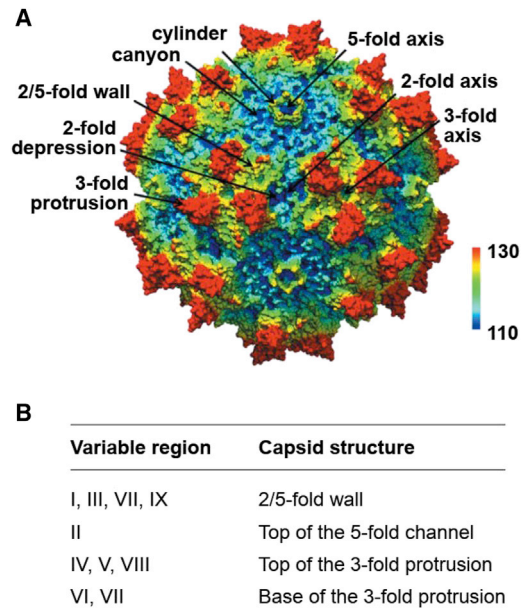 A
cylinder
5-fold axis
canyon
2-fold axis
2/5-fold wall
3-fold
axis
2-fold
depression
3-fold
protrusion
130
110
B
Variable region Capsid structure
I, III, VII, IX 2/5-fold wall
II Top of the 5-fold channel
IV, V, VIII Top of the 3-fold protrusion
VI, VII Base of the 3-fold protrusion